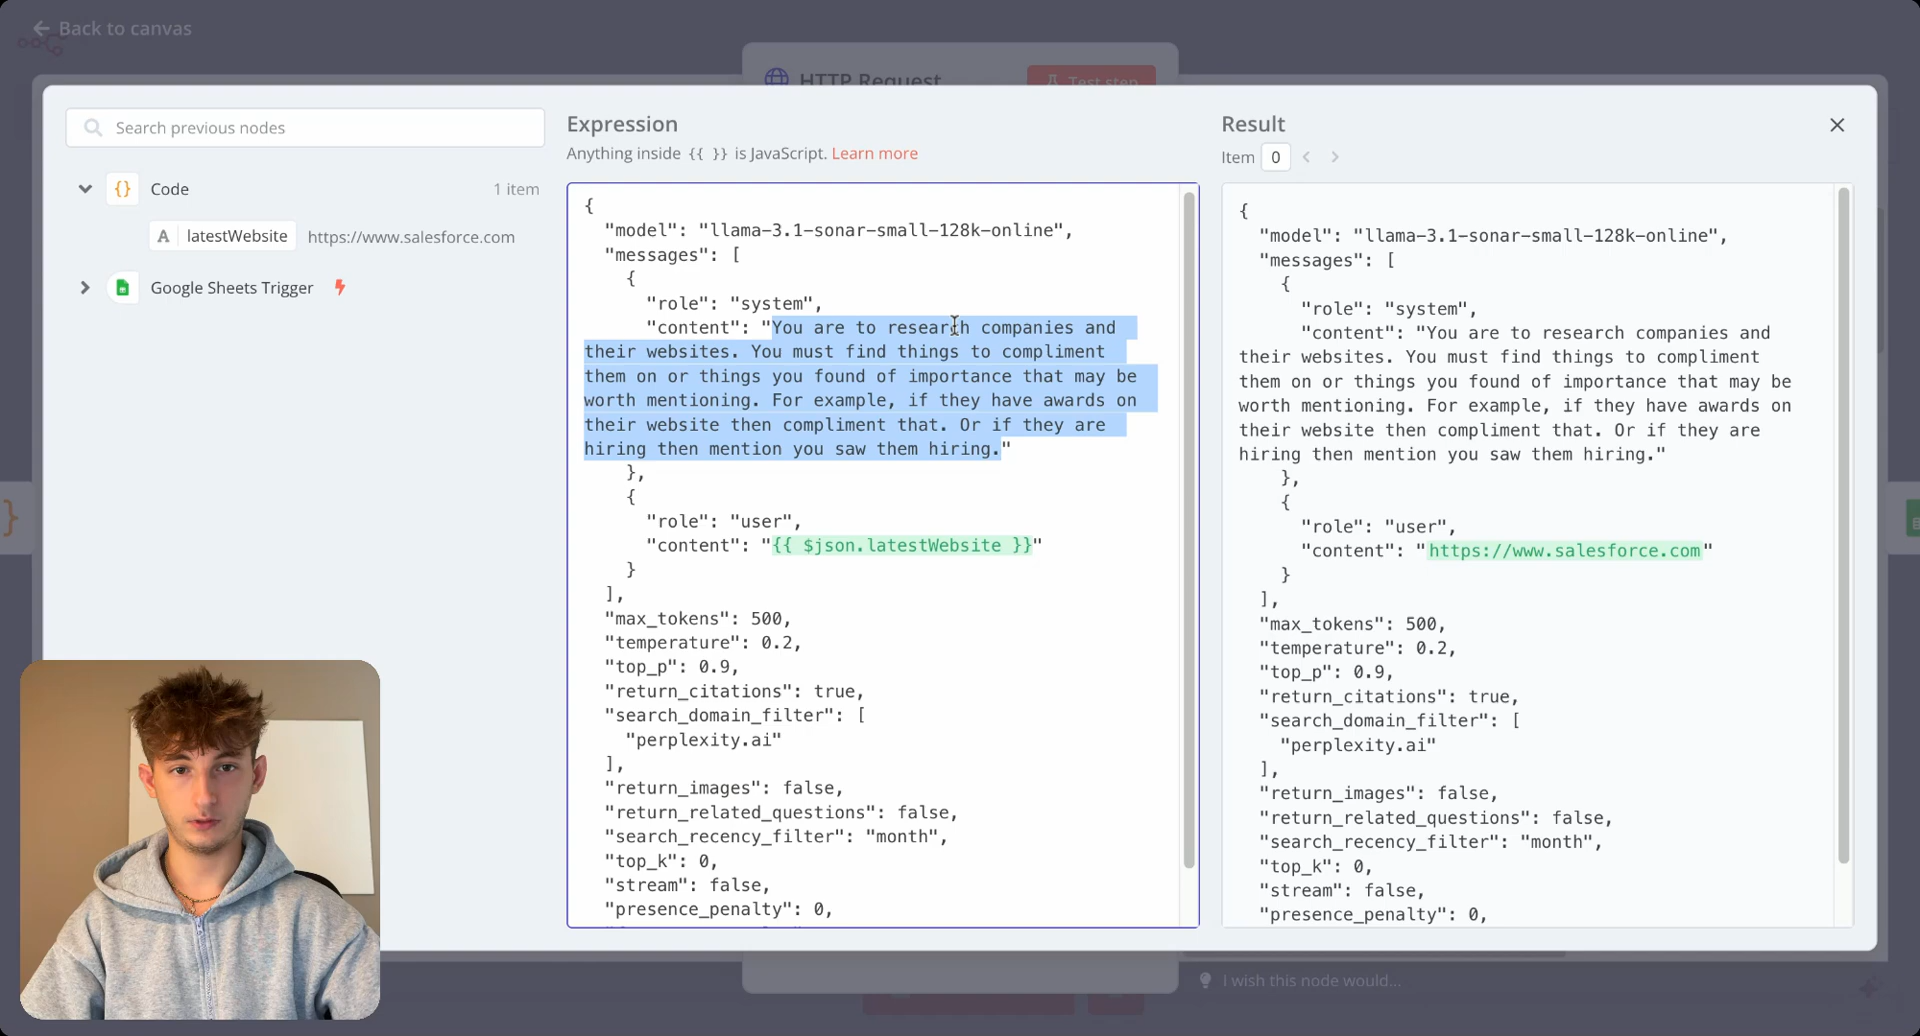 Back to canvas
HTTP Request
Test step
Search previous nodes
Code
1 item
A latestWebsite https://www.salesforce.com
Google Sheets Trigger
Expression
Anything inside {{ }} is JavaScript. Learn more
{
"model": "llama-3.1-sonar-small-128k-online",
"messages": [
{
"role": "system",
"content": "You are to research companies and
their websites. You must find things to compliment
them on or things you found of importance that may be
worth mentioning. For example, if they have awards on
their website then compliment that. Or if they are
hiring then mention you saw them hiring."
},
{
"role": "user",
"content": "{{ $json.latestWebsite }}"
}
],
"max_tokens": 500,
"temperature": 0.2,
"top_p": 0.9,
"return_citations": true,
"search_domain_filter": [
"perplexity.ai"
],
"return_images": false,
"return_related_questions": false,
"search_recency_filter": "month",
"top_k": 0,
"stream": false,
"presence_penalty": 0,
Result
Item 0
{
"model": "llama-3.1-sonar-small-128k-online",
"messages": [
{
"role": "system",
"content": "You are to research companies and
their websites. You must find things to compliment
them on or things you found of importance that may be
worth mentioning. For example, if they have awards on
their website then compliment that. Or if they are
hiring then mention you saw them hiring."
},
{
"role": "user",
"content": "https://www.salesforce.com"
}
],
"max_tokens": 500,
"temperature": 0.2,
"top_p": 0.9,
"return_citations": true,
"search_domain_filter": [
"perplexity.ai"
],
"return_images": false,
"return_related_questions": false,
"search_recency_filter": "month",
"top_k": 0,
"stream": false,
"presence_penalty": 0,
I wish this node would...